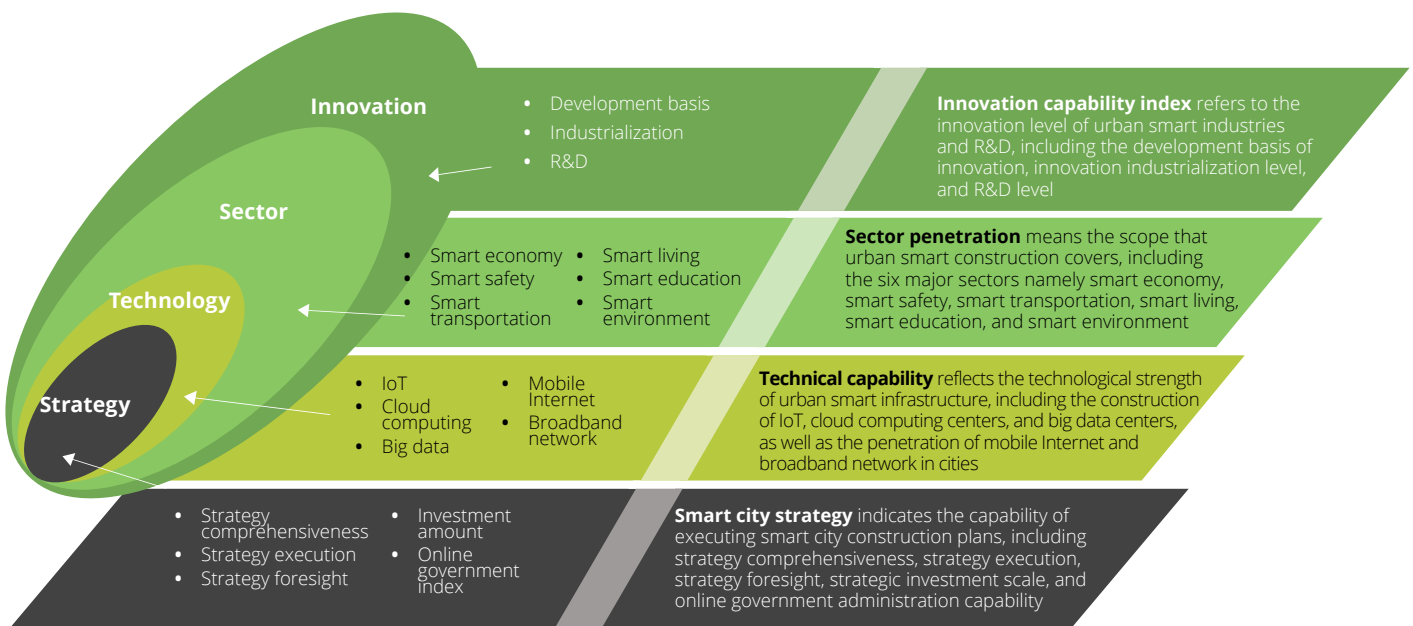 Innovation
• Development basis
• Industrialization
• R&D
Innovation capability index refers to the
innovation level of urban smart industries
and R&D, including the development basis of
innovation, innovation industrialization level,
and R&D level
Sector
• Smart economy
• Smart safety
• Smart
transportation
• Smart living
• Smart education
• Smart
environment
Sector penetration means the scope that
urban smart construction covers, including
the six major sectors namely smart economy,
smart safety, smart transportation, smart living,
smart education, and smart environment
Technology
• IoT
• Cloud
computing
• Big data
• Mobile
Internet
• Broadband
network
Technical capability reflects the technological strength
of urban smart infrastructure, including the construction
of IoT, cloud computing centers, and big data centers,
as well as the penetration of mobile Internet and
broadband network in cities
Strategy
• Strategy
comprehensiveness
• Strategy execution
• Strategy foresight
• Investment
amount
• Online
government
index
Smart city strategy indicates the capability of
executing smart city construction plans, including
strategy comprehensiveness, strategy execution,
strategy foresight, strategic investment scale, and
online government administration capability